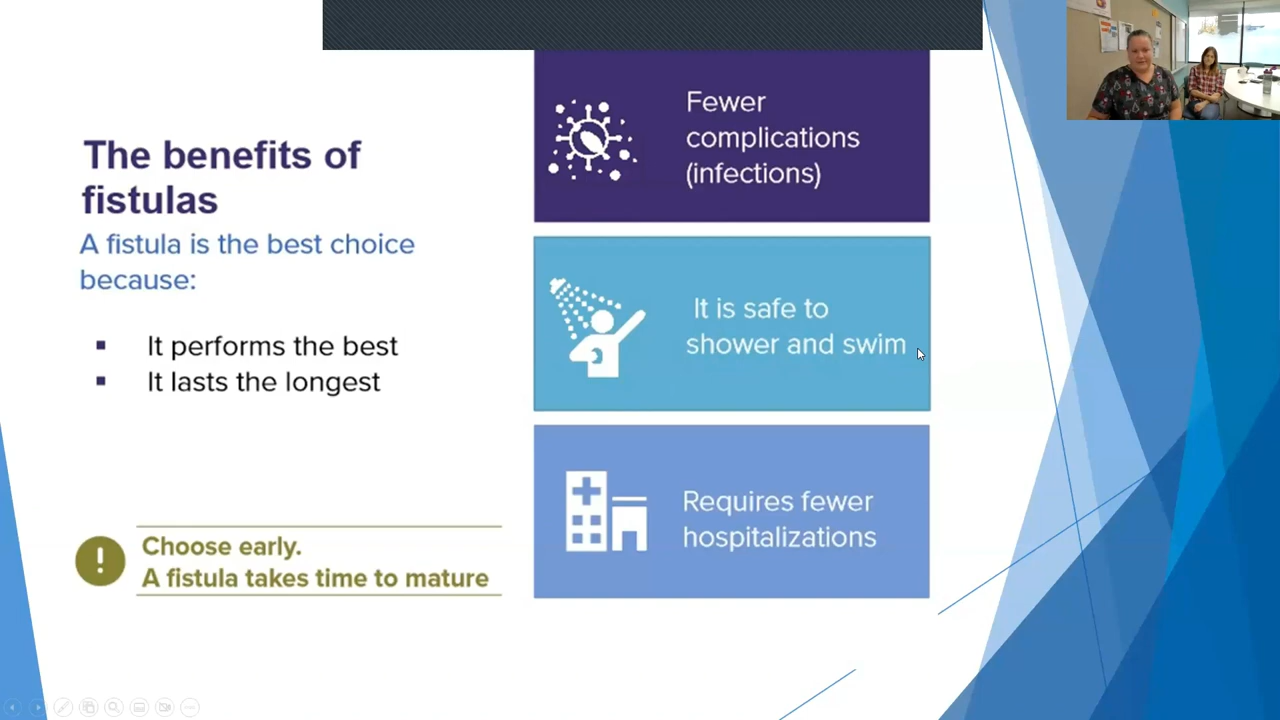 The benefits of
fistulas
A fistula is the best choice
because:
It performs the best
It lasts the longest
Choose early.
A fistula takes time to mature
Fewer
complications
(infections)
It is safe to
shower and swim
Requires fewer
hospitalizations